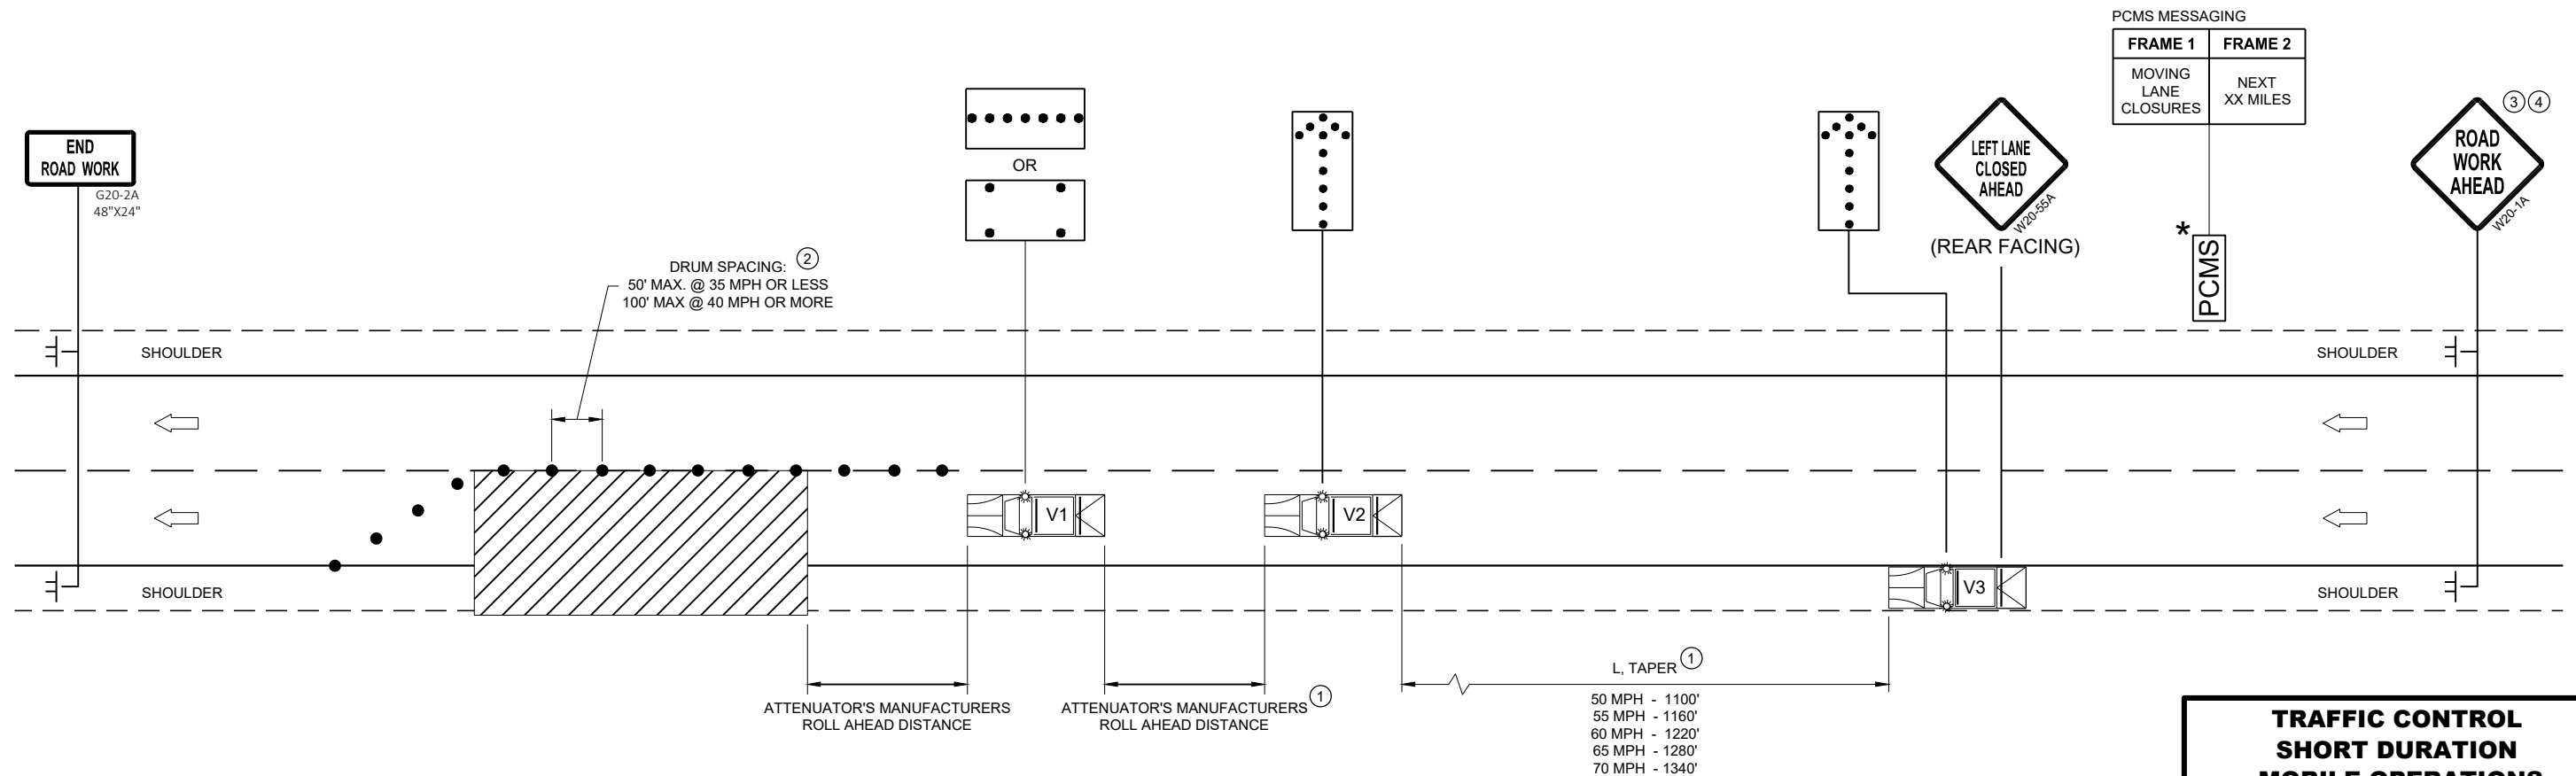 PCMS MESSAGING
FRAME 1 FRAME 2
MOVING
LANE
CLOSURES
NEXT
XX MILES
END
ROAD WORK
G20-2A
48"X24"
OR
LEFT LANE
CLOSED
AHEAD
W20-55A
(REAR FACING)
*
PCMS
ROAD
WORK
AHEAD
W20-1A
3 4
DRUM SPACING: 2
50' MAX. @ 35 MPH OR LESS
100' MAX @ 40 MPH OR MORE
SHOULDER
SHOULDER
V1
V2
V3
SHOULDER
SHOULDER
ATTENUATOR'S MANUFACTURERS
ROLL AHEAD DISTANCE
ATTENUATOR'S MANUFACTURERS 1
ROLL AHEAD DISTANCE
L, TAPER 1
50 MPH - 1100'
55 MPH - 1160'
60 MPH - 1220'
65 MPH - 1280'
70 MPH - 1340'
TRAFFIC CONTROL
SHORT DURATION
MOBILE OPERATIONS